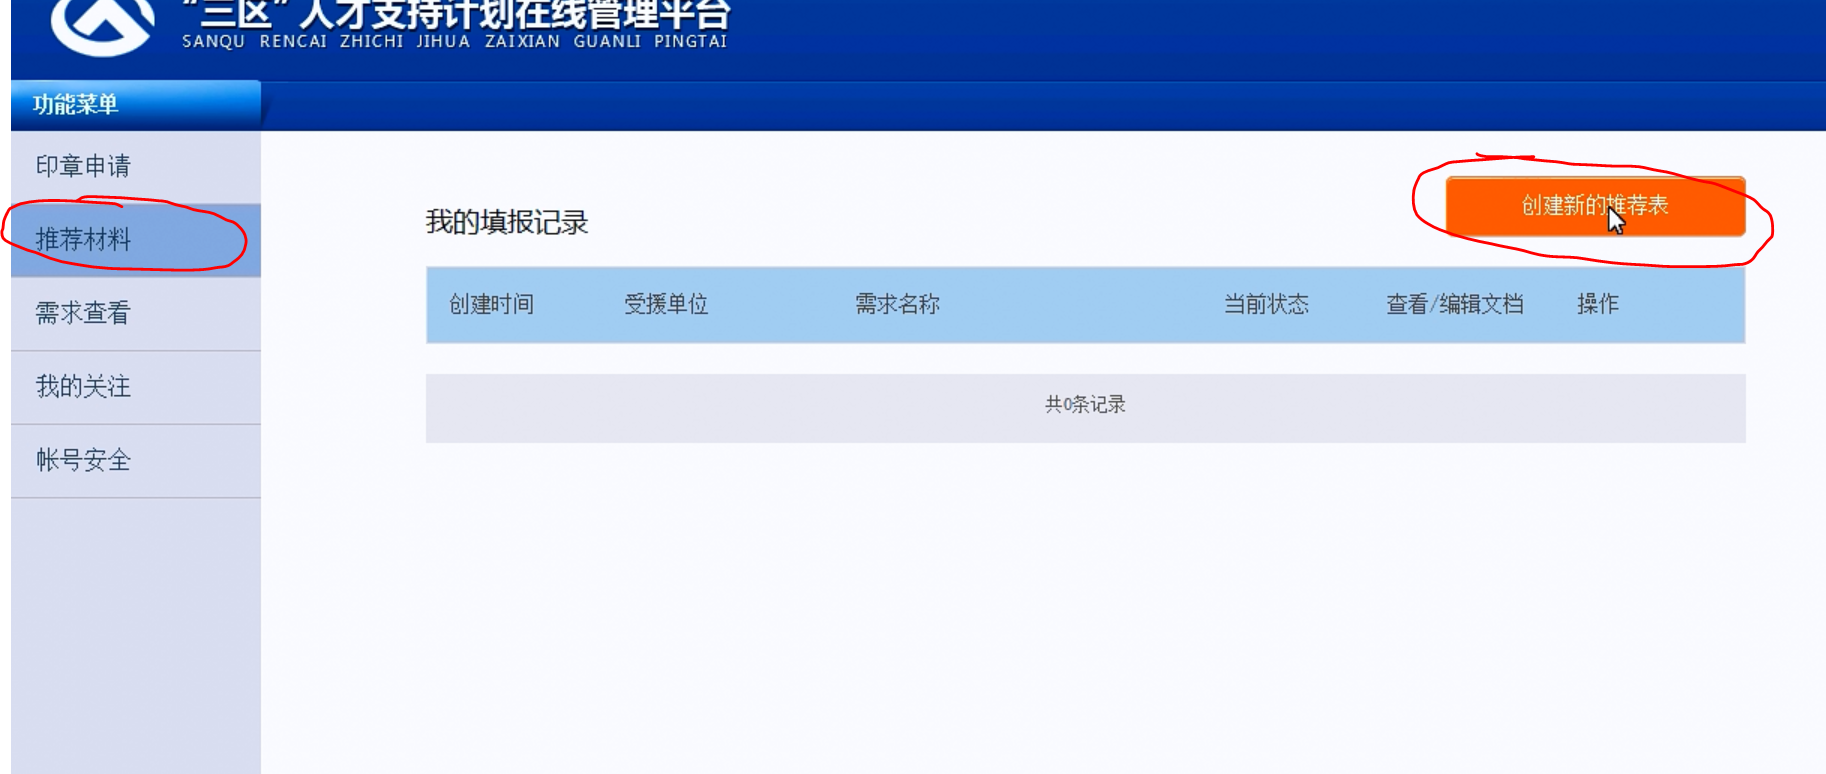 “三区”人才支持计划在线管理平台
SANQU RENCAI ZHICHI JIHUA ZAIXIAN GUANLI PINGTAI
功能菜单
印章申请
推荐材料
需求查看
我的关注
帐号安全
创建新的推荐表
我的填报记录
创建时间 受援单位 需求名称 当前状态 查看/编辑文档 操作
共0条记录